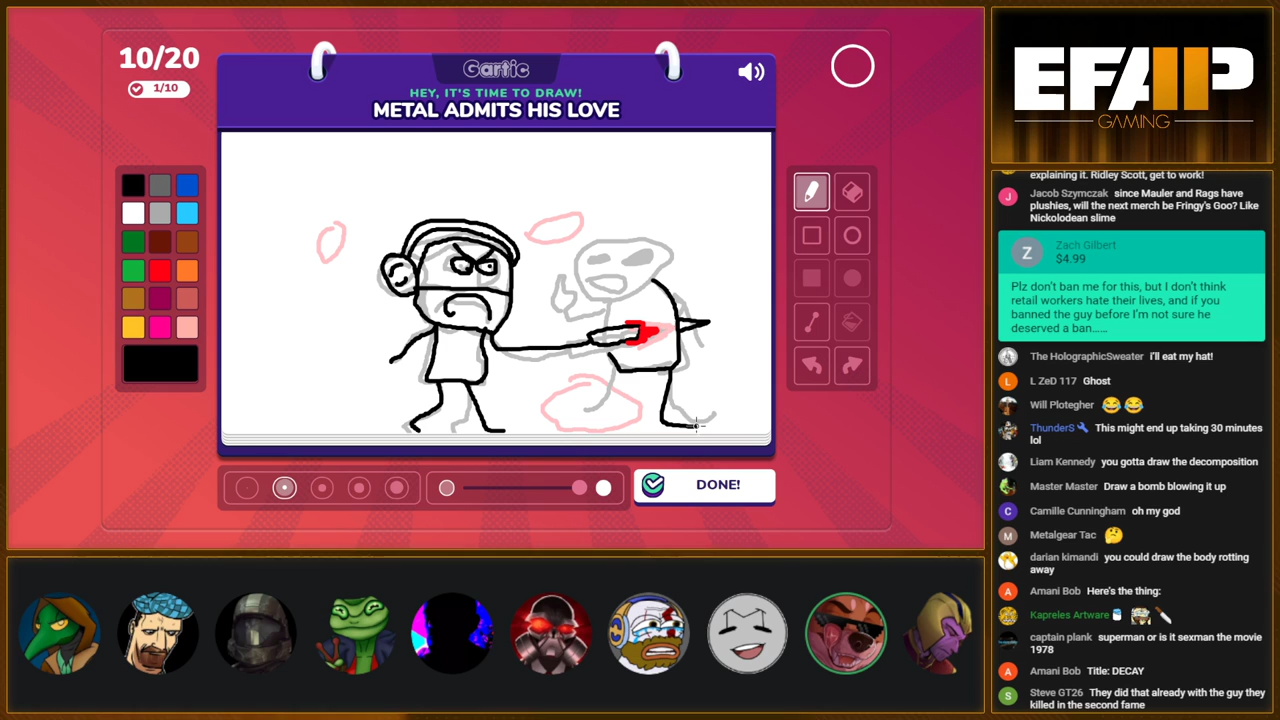 10/20
1/10
Gartic
HEY, IT'S TIME TO DRAW!
METAL ADMITS HIS LOVE
DONE!
EFAP
GAMING
explaining it. Ridley Scott, get to work!
J
Jacob Szymczak since Mauler and Rags have
plushies, will the next merch be Fringy's Goo? Like
Nickolodean slime
Z
Zach Gilbert
$4.99
Plz don't ban me for this, but I don't think
retail workers hate their lives, and if you
banned the guy before I'm not sure he
deserved a ban......
The HolographicSweater i'll eat my hat!
L
L ZeD 117 Ghost
Will Plotegher 😂😂
ThunderS 🔧 This might end up taking 30 minutes
lol
Liam Kennedy you gotta draw the decomposition
Master Master Draw a bomb blowing it up
C
Camille Cunningham oh my god
M
Metalgear Tac 🤔
darian kimandi you could draw the body rotting
away
A
Amani Bob Here's the thing:
Kapreles Artware
captain plank superman or is it sexman the movie
1978
A
Amani Bob Title: DECAY
S
Steve GT26 They did that already with the guy they
killed in the second fame